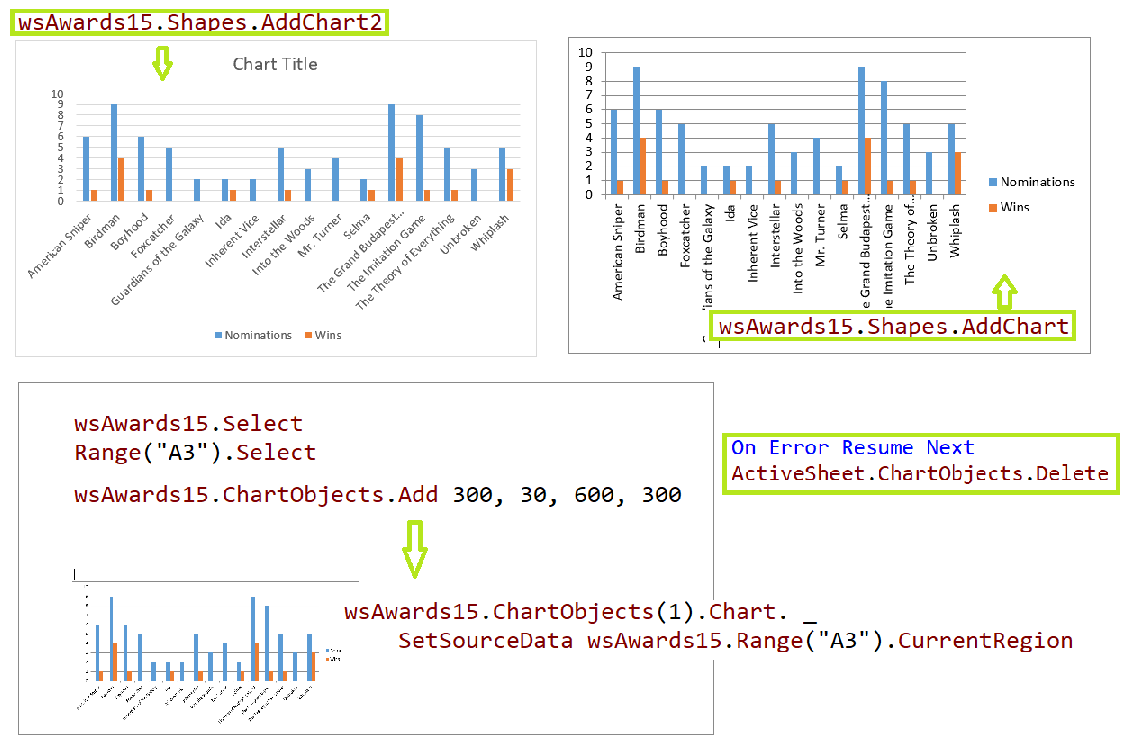 wsAwards15.Shapes.AddChart2
Chart Title
10
9
8
7
6
5
4
3
2
1
0
American Sniper
Birdman
Boyhood
Foxcatcher
Guardians of the Galaxy
Ida
Inherent Vice
Interstellar
Into the Woods
Mr. Turner
Selma
The Grand Budapest...
The Imitation Game
The Theory of Everything
Unbroken
Whiplash
Nominations Wins
10
9
8
7
6
5
4
3
2
1
0
American Sniper
Birdman
Boyhood
Foxcatcher
ians of the Galaxy
Ida
Inherent Vice
Intersteller
Into the Woods
Mr. Turner
Selma
e Grand Budapest...
e Imitation Game
The Theory of...
Unbroken
Whiplash
Nominations
Wins
wsAwards15.Shapes.AddChart
wsAwards15.Select
Range("A3").Select
wsAwards15.ChartObjects.Add 300, 30, 600, 300
On Error Resume Next
ActiveSheet.ChartObjects.Delete
wsAwards15.ChartObjects(1).Chart. _
SetSourceData wsAwards15.Range("A3").CurrentRegion